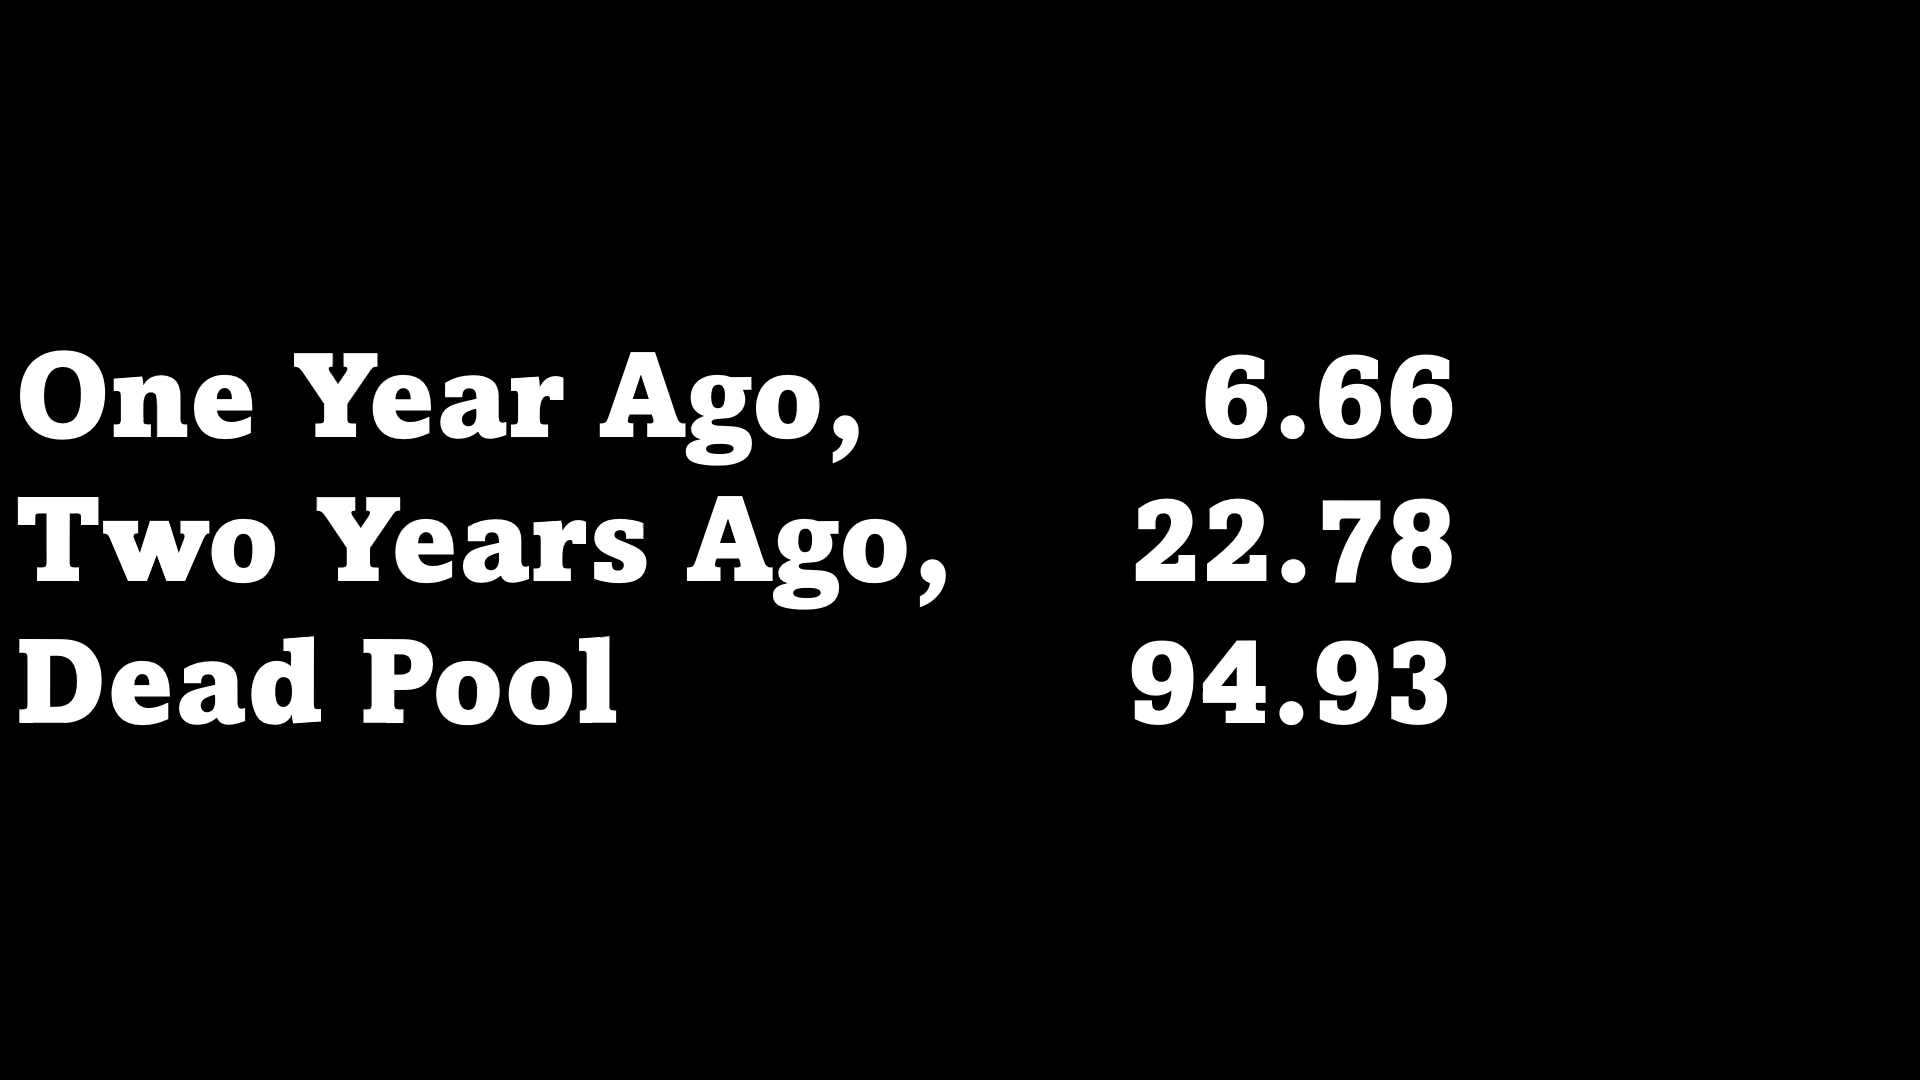 One Year Ago, 6.66
Two Years Ago, 22.78
Dead Pool 94.93